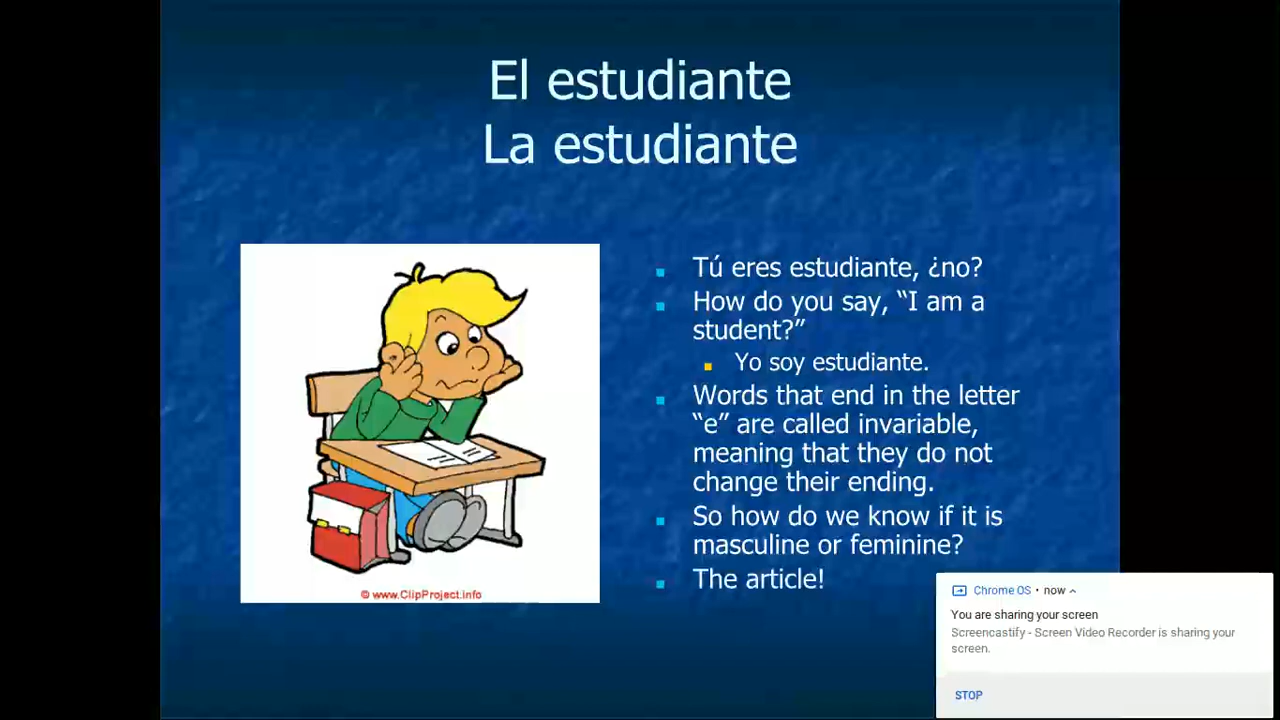 El estudiante
La estudiante
Tú eres estudiante, ¿no?
How do you say, “I am a
student?”
Yo soy estudiante.
Words that end in the letter
“e” are called invariable,
meaning that they do not
change their ending.
So how do we know if it is
masculine or feminine?
The article!
© www.ClipProject.info
Chrome OS • now
You are sharing your screen
Screencastify - Screen Video Recorder is sharing your
screen.
STOP